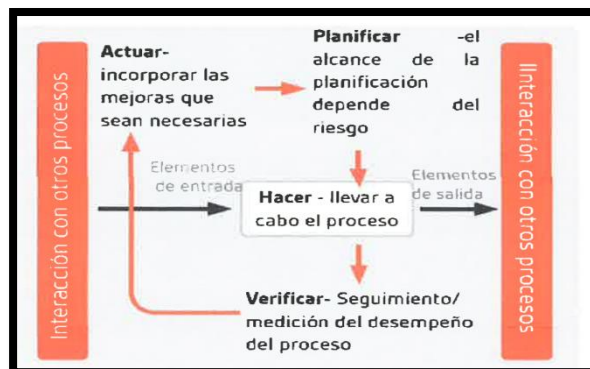 Interacción con otros procesos
Actuar-
incorporar las
mejoras que
sean necesarias
Planificar -el
alcance de la
planificación
depende del
riesgo
Elementos
de entrada
Hacer - llevar a
cabo el proceso
Elementos
de salida
Verificar- Seguimiento/
medición del desempeño
del proceso
IInteracción con otros procesos